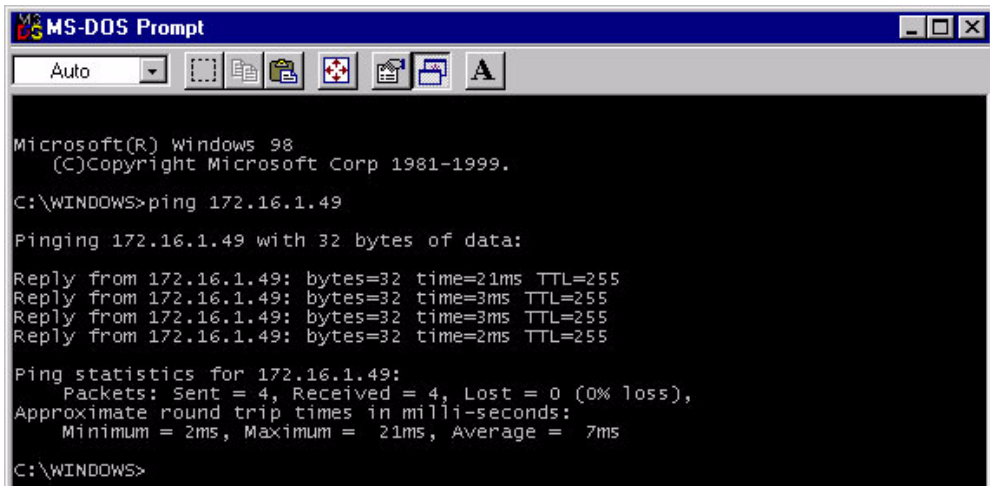 MS-DOS Prompt
Auto
A
Microsoft(R) Windows 98
(C)Copyright Microsoft Corp 1981-1999.
C:\WINDOWS>ping 172.16.1.49
Pinging 172.16.1.49 with 32 bytes of data:
Reply from 172.16.1.49: bytes=32 time=21ms TTL=255
Reply from 172.16.1.49: bytes=32 time=3ms TTL=255
Reply from 172.16.1.49: bytes=32 time=3ms TTL=255
Reply from 172.16.1.49: bytes=32 time=2ms TTL=255
Ping statistics for 172.16.1.49:
Packets: Sent = 4, Received = 4, Lost = 0 (0% loss),
Approximate round trip times in milli-seconds:
Minimum = 2ms, Maximum =  21ms, Average =  7ms
C:\WINDOWS>